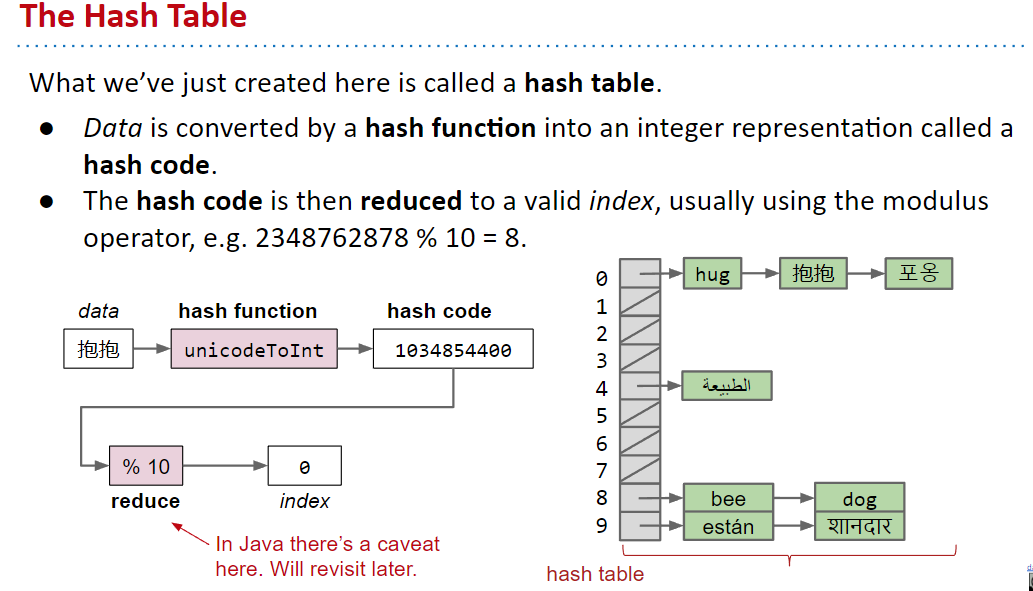 The Hash Table
What we've just created here is called a hash table.
● Data is converted by a hash function into an integer representation called a
hash code.
● The hash code is then reduced to a valid index, usually using the modulus
operator, e.g. 2348762878 % 10 = 8.
data
hash function
hash code
抱抱
unicodeToInt
1034854400
% 10
0
reduce
index
In Java there's a caveat
here. Will revisit later.
0 hug 抱抱 포옹
1
2
3
4 الطبيعة
5
6
7
8 bee dog
9 están शानदार
hash table